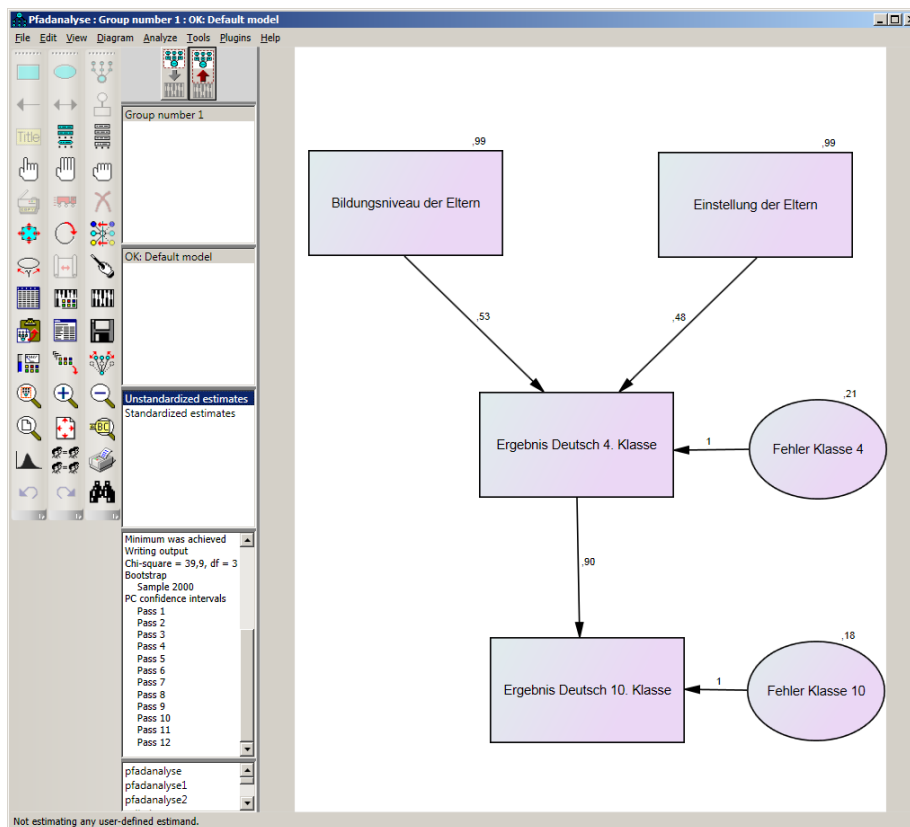 Pfadanalyse : Group number 1 : OK: Default model
File Edit View Diagram Analyze Tools Plugins Help
Title
Group number 1
OK: Default model
Unstandardized estimates
Standardized estimates
Minimum was achieved
Writing output
Chi-square = 39,9, df = 3
Bootstrap
Sample 2000
PC confidence intervals
Pass 1
Pass 2
Pass 3
Pass 4
Pass 5
Pass 6
Pass 7
Pass 8
Pass 9
Pass 10
Pass 11
Pass 12
pfadanalyse
pfadanalyse1
pfadanalyse2
Not estimating any user-defined estimand.
,99
Bildungsniveau der Eltern
,99
Einstellung der Eltern
,53
,48
Ergebnis Deutsch 4. Klasse
1
,21
Fehler Klasse 4
,90
Ergebnis Deutsch 10. Klasse
1
,18
Fehler Klasse 10